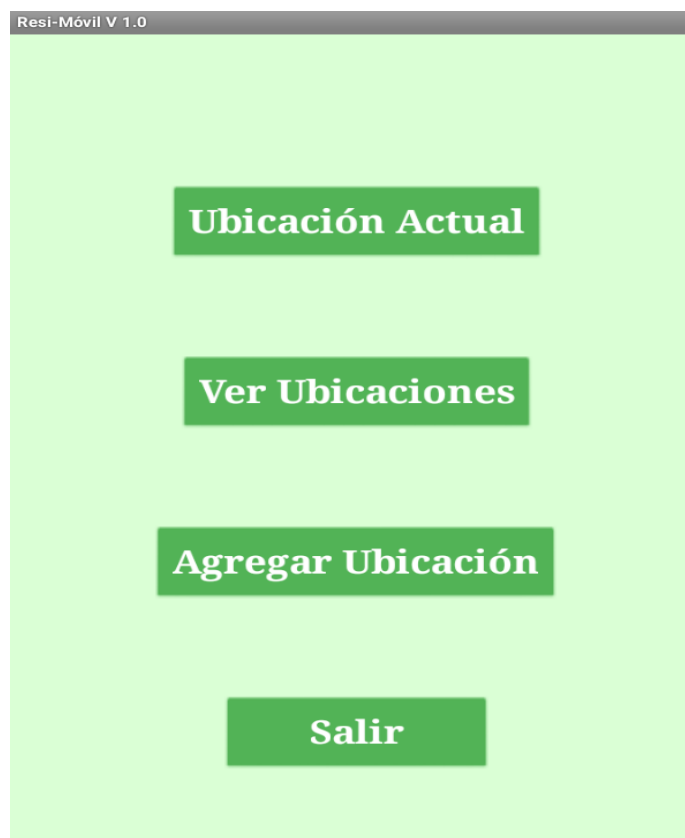 Resi-Móvil V 1.0
Ubicación Actual
Ver Ubicaciones
Agregar Ubicación
Salir